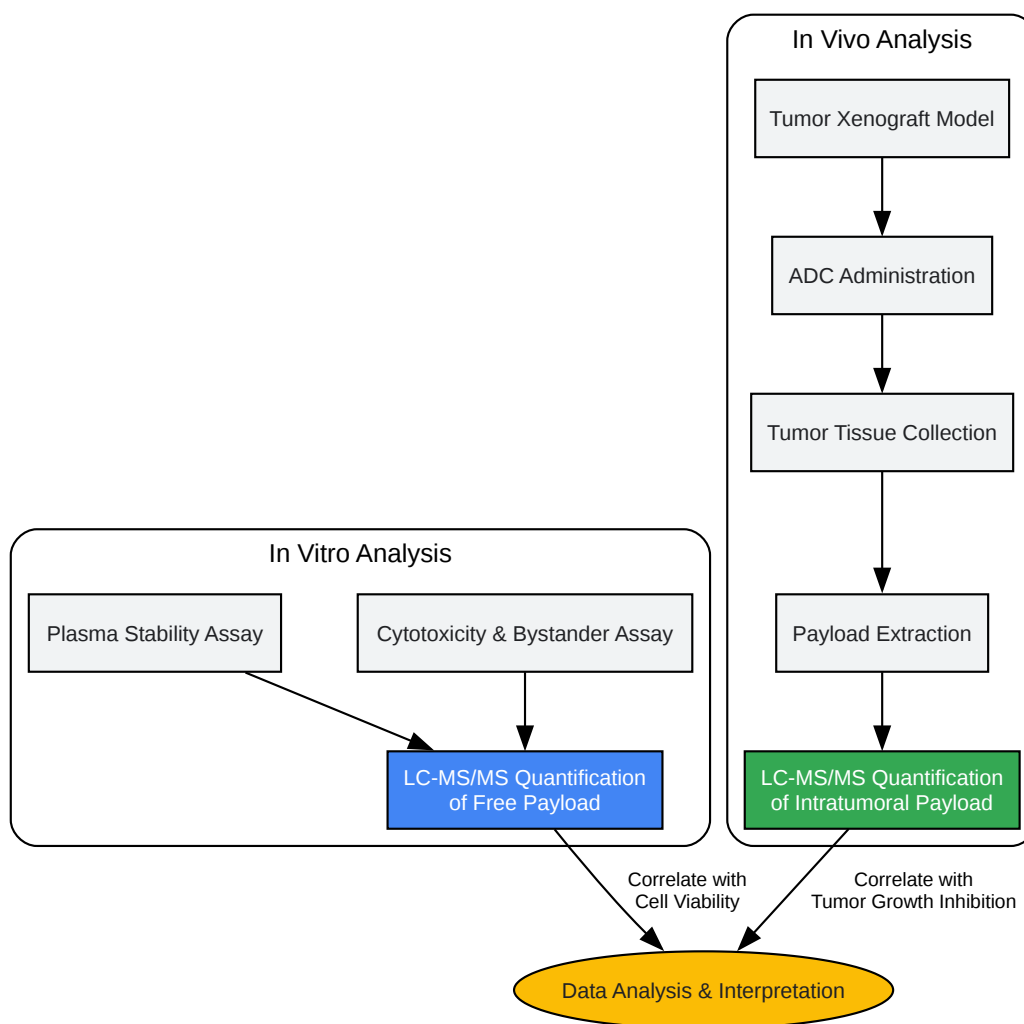 In Vivo Analysis
Tumor Xenograft Model
ADC Administration
Tumor Tissue Collection
In Vitro Analysis
Plasma Stability Assay
Cytotoxicity & Bystander Assay
Payload Extraction
LC-MS/MS Quantification
of Free Payload
LC-MS/MS Quantification
of Intratumoral Payload
Correlate with
Cell Viability
Correlate with
Tumor Growth Inhibition
Data Analysis & Interpretation